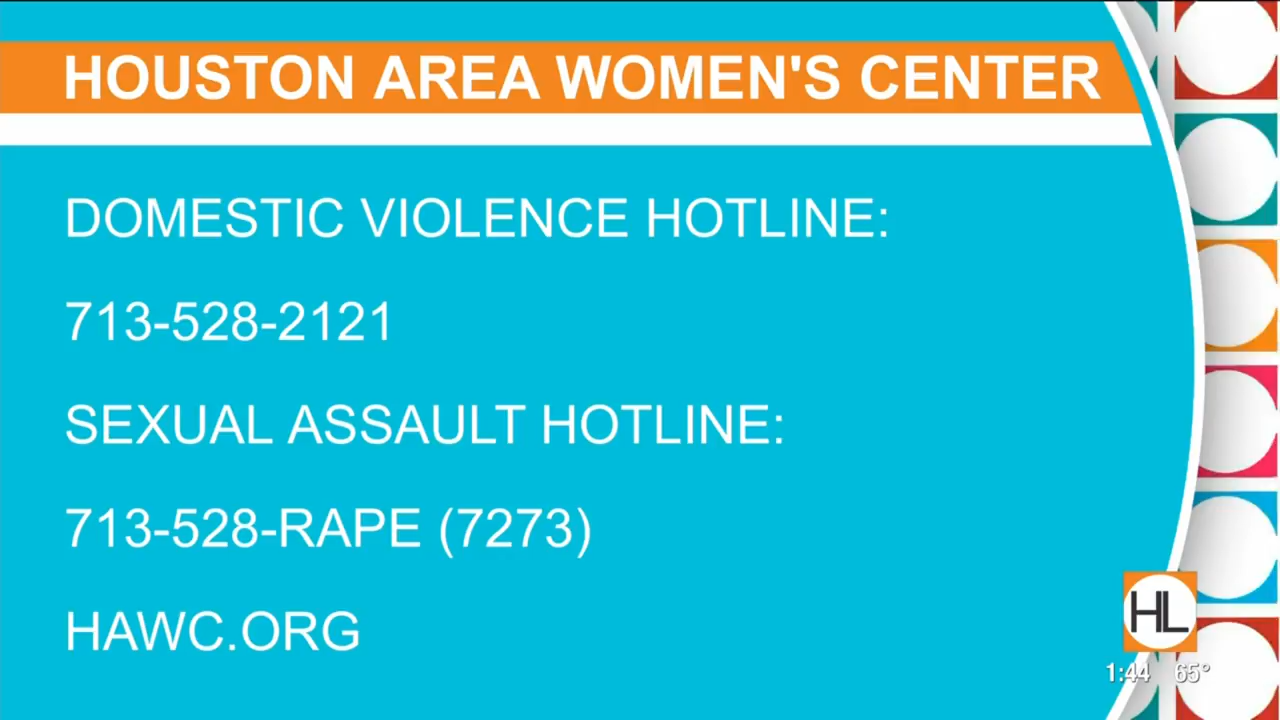 HOUSTON AREA WOMEN'S CENTER
DOMESTIC VIOLENCE HOTLINE:
713-528-2121
SEXUAL ASSAULT HOTLINE:
713-528-RAPE (7273)
HAWC.ORG
HL
1:44 65°